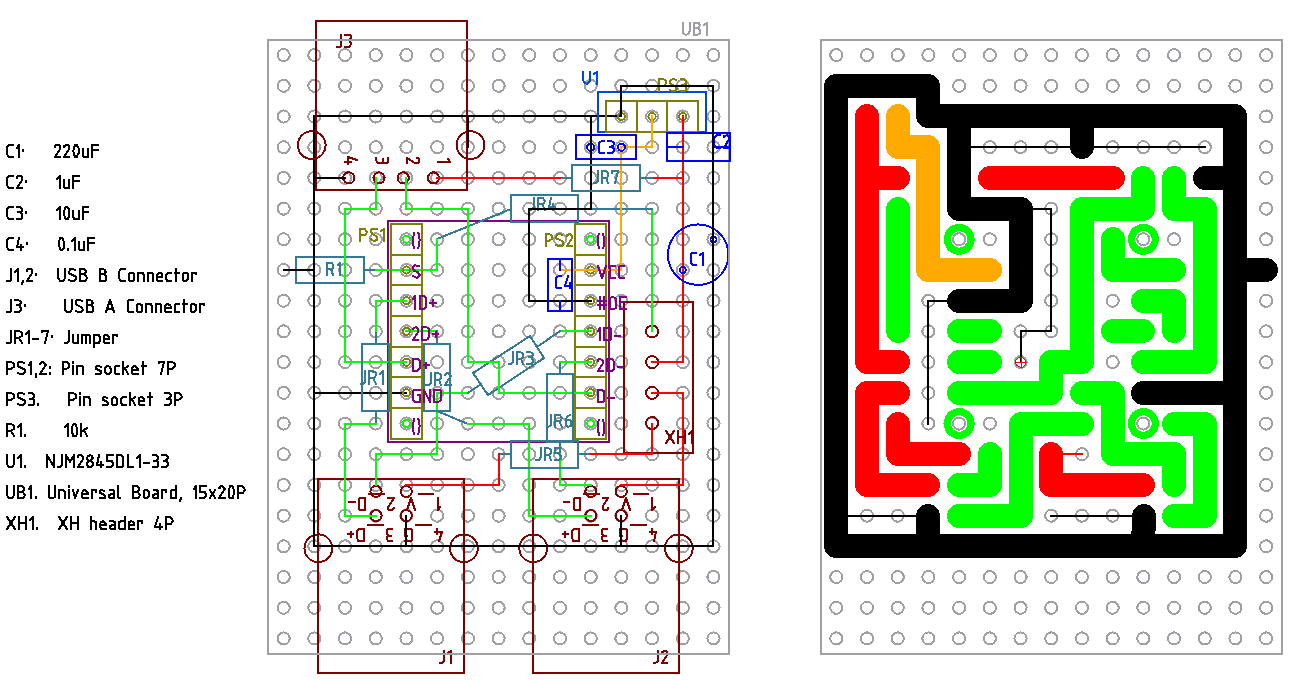 UB1
J3
U1
PS3
C3
C2
4 3 2 1
JR7
JR4
PS1
()
PS2
()
R1
S
VCC
C1
C4
1D+
#OE
2D+
1D-
D+
JR3
2D-
JR1
JR2
GND
D-
()
JR6
()
XH1
JR5
D- 2 V 1
D+ 3 G 4
D- 2 V 1
D+ 3 G 4
J1
J2
C1· 220uF
C2· 1uF
C3· 10uF
C4· 0.1uF
J1,2· USB B Connector
J3· USB A Connector
JR1-7· Jumper
PS1,2: Pin socket 7P
PS3. Pin socket 3P
R1. 10k
U1. NJM2845DL1-33
UB1. Universal Board, 15x20P
XH1. XH header 4P